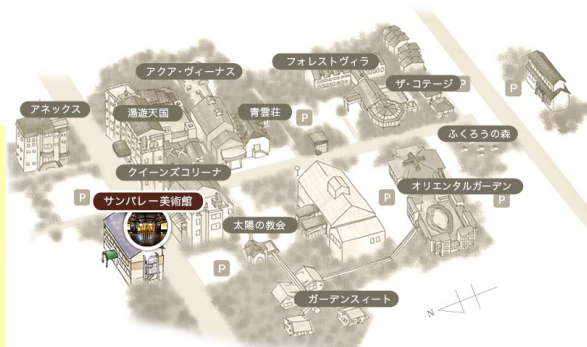 フォレストヴィラ
アクア・ヴィーナス
ザ・コテージ
P
P
アネックス
湯遊天国
青雲荘
P
P
ふくろうの森
クイーンズコリーナ
オリエンタルガーデン
P
サンバレー美術館
P
P
太陽の教会
P
ガーデンスィート
N